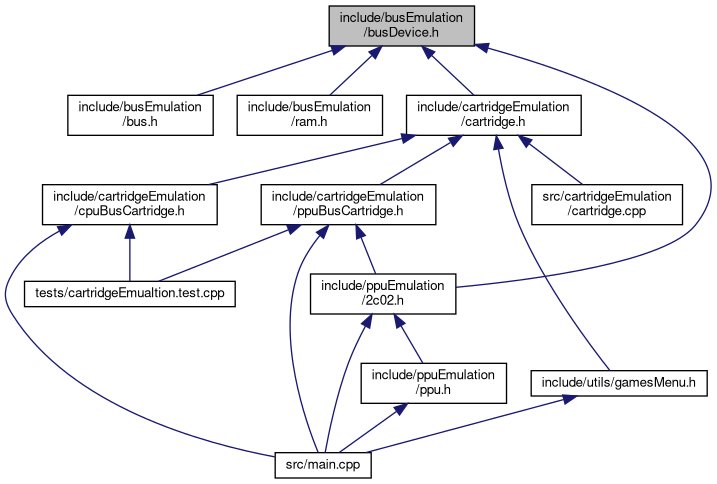 include/busEmulation
/busDevice.h
include/busEmulation
/bus.h
include/busEmulation
/ram.h
include/cartridgeEmulation
/cartridge.h
include/cartridgeEmulation
/cpuBusCartridge.h
include/cartridgeEmulation
/ppuBusCartridge.h
src/cartridgeEmulation
/cartridge.cpp
tests/cartridgeEmualtion.test.cpp
include/ppuEmulation
/2c02.h
include/ppuEmulation
/ppu.h
include/utils/gamesMenu.h
src/main.cpp